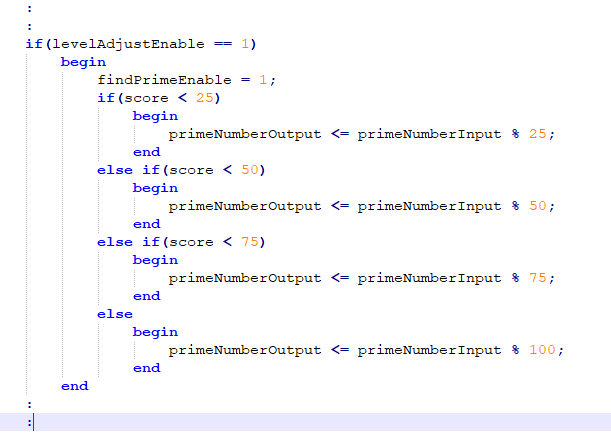 :
:
if(levelAdjustEnable == 1)
begin
findPrimeEnable = 1;
if(score < 25)
begin
primeNumberOutput <= primeNumberInput % 25;
end
else if(score < 50)
begin
primeNumberOutput <= primeNumberInput % 50;
end
else if(score < 75)
begin
primeNumberOutput <= primeNumberInput % 75;
end
else
begin
primeNumberOutput <= primeNumberInput % 100;
end
end
:
: